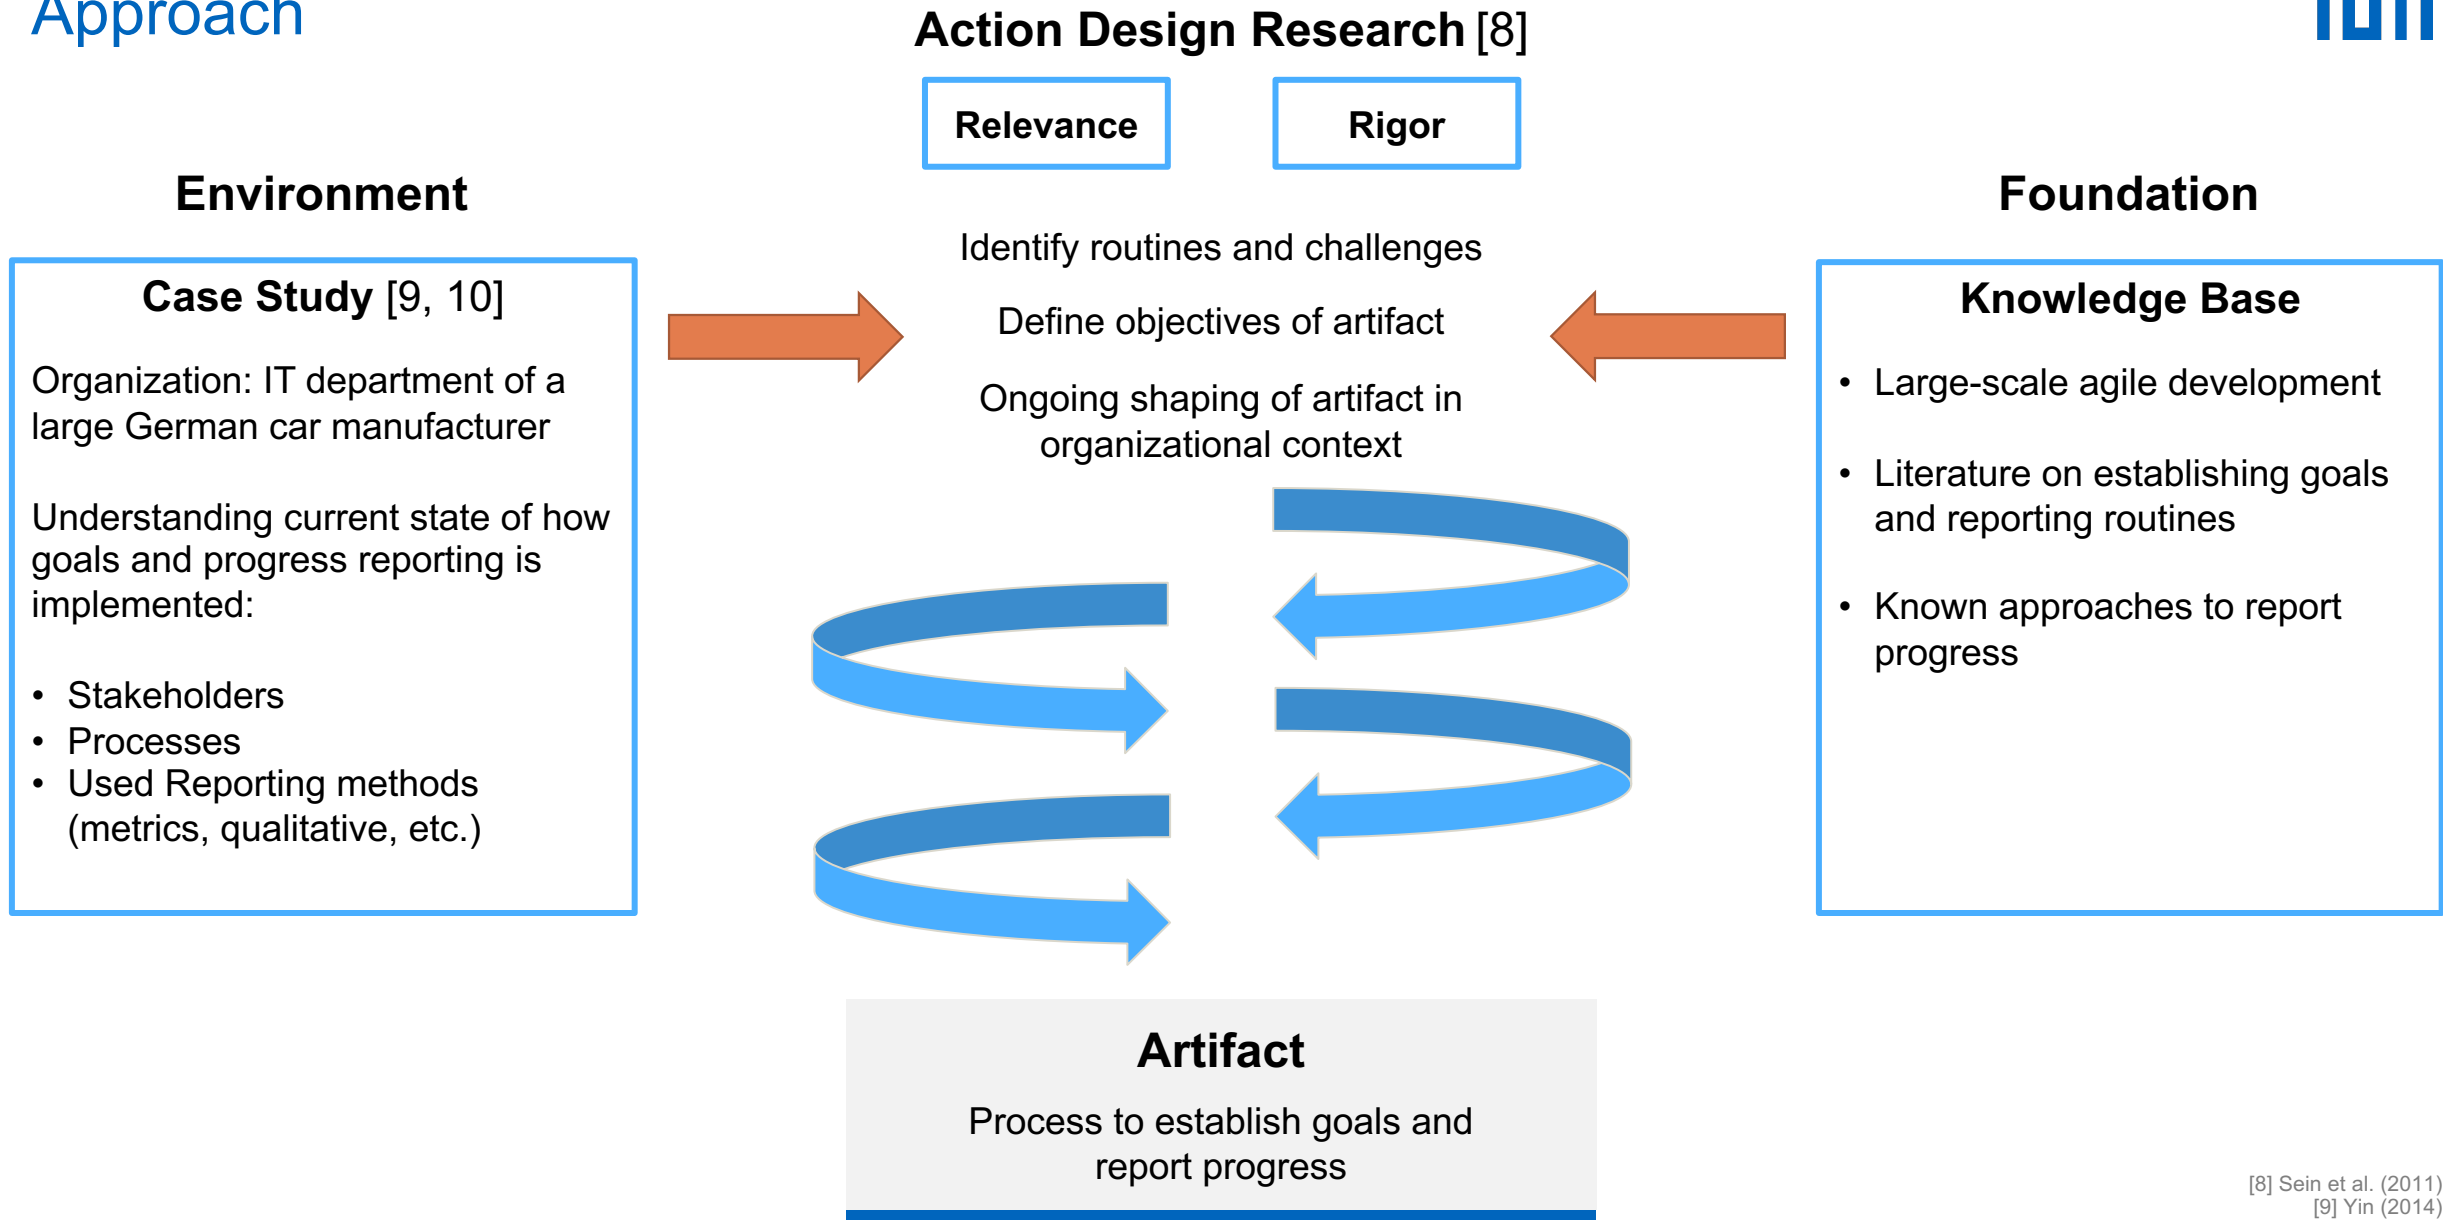 Approach
Action Design Research [8]
Relevance
Rigor
Environment
Case Study [9, 10]
Organization: IT department of a
large German car manufacturer
Understanding current state of how
goals and progress reporting is
implemented:
• Stakeholders
• Processes
• Used Reporting methods
(metrics, qualitative, etc.)
Identify routines and challenges
Define objectives of artifact
Ongoing shaping of artifact in
organizational context
Foundation
Knowledge Base
• Large-scale agile development
• Literature on establishing goals
and reporting routines
• Known approaches to report
progress
Artifact
Process to establish goals and
report progress
[8] Sein et al. (2011)
[9] Yin (2014)